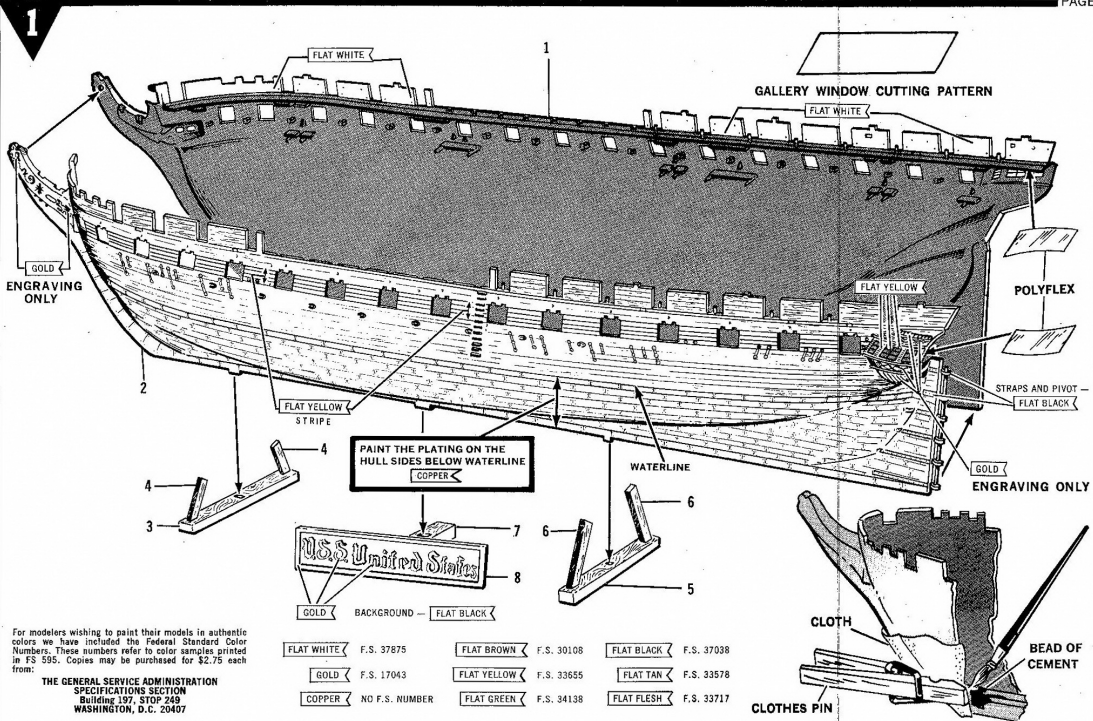 PAGE
1
FLAT WHITE
1
GALLERY WINDOW CUTTING PATTERN
FLAT WHITE
GOLD
ENGRAVING
ONLY
FLAT YELLOW
POLYFLEX
2
FLAT YELLOW
STRIPE
STRAPS AND PIVOT —
FLAT BLACK
PAINT THE PLATING ON THE
HULL SIDES BELOW WATERLINE
COPPER
WATERLINE
GOLD
ENGRAVING ONLY
4
4
3
6
6
5
7
U.S.S. United States
8
GOLD BACKGROUND — FLAT BLACK
CLOTH
BEAD OF
CEMENT
CLOTHES PIN
For modelers wishing to paint their models in authentic
colors we have included the Federal Standard Color
Numbers. These numbers refer to color samples printed
in FS 595. Copies may be purchased for $2.75 each
from:
THE GENERAL SERVICE ADMINISTRATION
SPECIFICATIONS SECTION
Building 197, STOP 249
WASHINGTON, D.C. 20407
FLAT WHITE F.S. 37875 FLAT BROWN F.S. 30108 FLAT BLACK F.S. 37038
GOLD F.S. 17043 FLAT YELLOW F.S. 33655 FLAT TAN F.S. 33578
COPPER NO F.S. NUMBER FLAT GREEN F.S. 34138 FLAT FLESH F.S. 33717